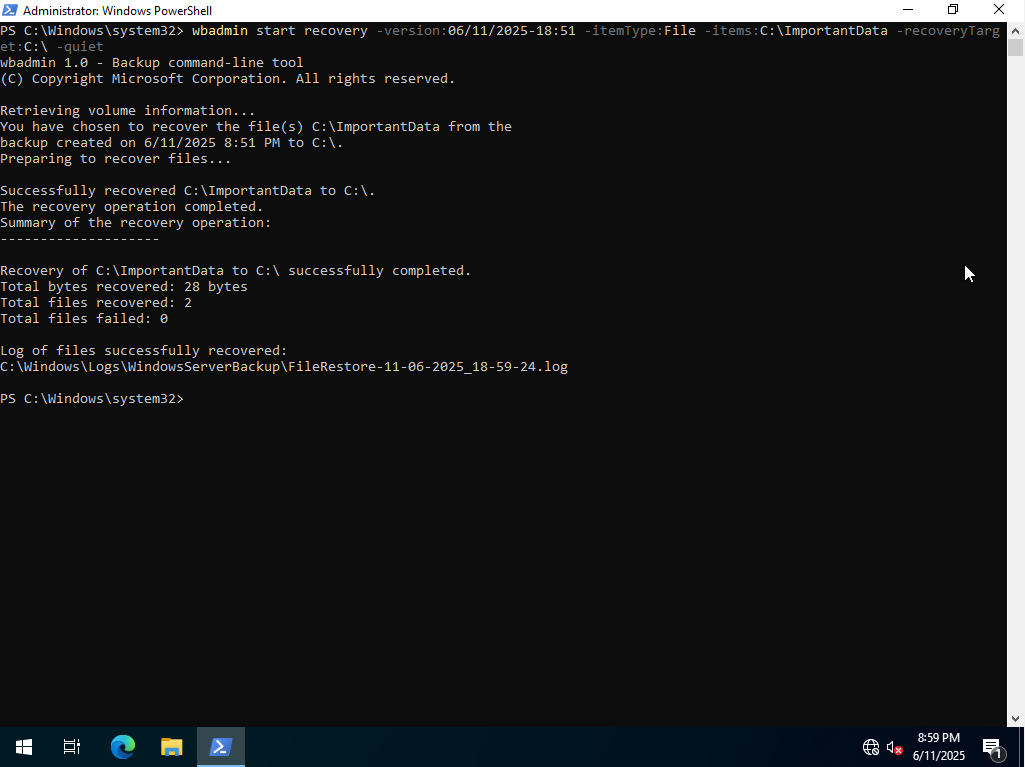 Administrator: Windows PowerShell
PS C:\Windows\system32> wbadmin start recovery -version:06/11/2025-18:51 -itemType:File -items:C:\ImportantData -recoveryTarg
et:C:\ -quiet
wbadmin 1.0 - Backup command-line tool
(C) Copyright Microsoft Corporation. All rights reserved.
Retrieving volume information...
You have chosen to recover the file(s) C:\ImportantData from the
backup created on 6/11/2025 8:51 PM to C:\.
Preparing to recover files...
Successfully recovered C:\ImportantData to C:\.
The recovery operation completed.
Summary of the recovery operation:
--------------------
Recovery of C:\ImportantData to C:\ successfully completed.
Total bytes recovered: 28 bytes
Total files recovered: 2
Total files failed: 0
Log of files successfully recovered:
C:\Windows\Logs\WindowsServerBackup\FileRestore-11-06-2025_18-59-24.log
PS C:\Windows\system32>
8:59 PM
6/11/2025
1